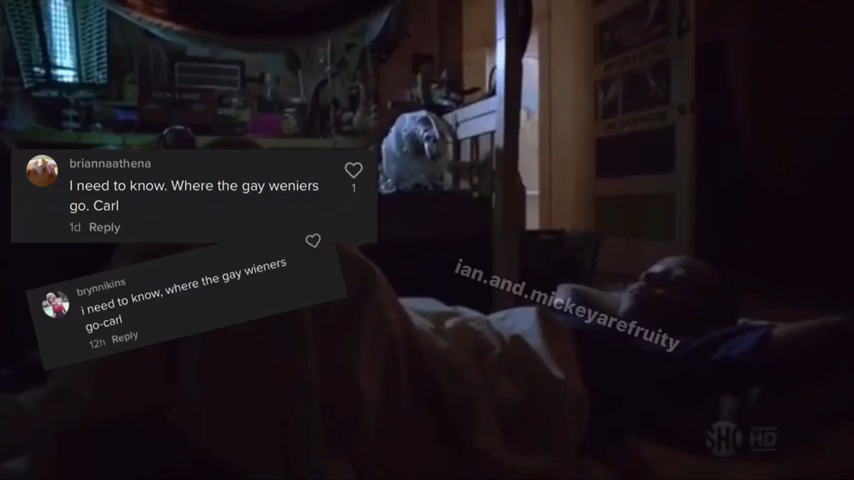 briannaathena
I need to know. Where the gay weniers
go. Carl
1
1d Reply
brynnikins
i need to know, where the gay wieners
go-carl
12h Reply
ian.and.mickeyarefruity
SHO HD